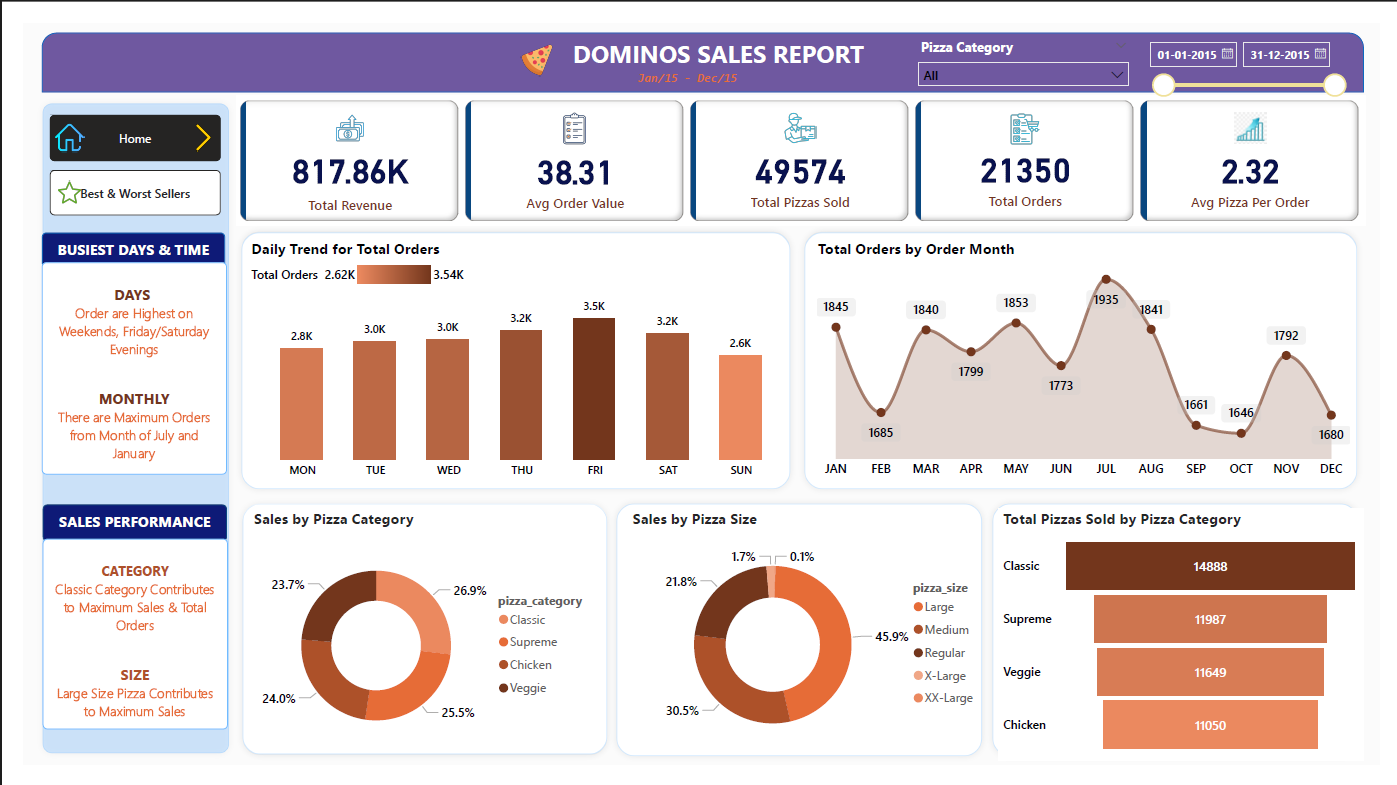 DOMINOS SALES REPORT
Jan/15 - Dec/15
Pizza Category
All
01-01-2015
31-12-2015
Home
Best & Worst Sellers
817.86K
Total Revenue
38.31
Avg Order Value
49574
Total Pizzas Sold
21350
Total Orders
2.32
Avg Pizza Per Order
BUSIEST DAYS & TIME
DAYS
Order are Highest on
Weekends, Friday/Saturday
Evenings
MONTHLY
There are Maximum Orders
from Month of July and
January
SALES PERFORMANCE
CATEGORY
Classic Category Contributes
to Maximum Sales & Total
Orders
SIZE
Large Size Pizza Contributes
to Maximum Sales
Daily Trend for Total Orders
Total Orders 2.62K 3.54K
2.8K 3.0K 3.0K 3.2K 3.5K 3.2K 2.6K
MON TUE WED THU FRI SAT SUN
Total Orders by Order Month
1845 1685 1840 1799 1853 1773 1935 1841 1661 1646 1792 1680
JAN FEB MAR APR MAY JUN JUL AUG SEP OCT NOV DEC
Sales by Pizza Category
23.7%
26.9%
24.0%
25.5%
pizza_category
Classic
Supreme
Chicken
Veggie
Sales by Pizza Size
1.7%
0.1%
21.8%
45.9%
30.5%
pizza_size
Large
Medium
Regular
X-Large
XX-Large
Total Pizzas Sold by Pizza Category
Classic 14888
Supreme 11987
Veggie 11649
Chicken 11050